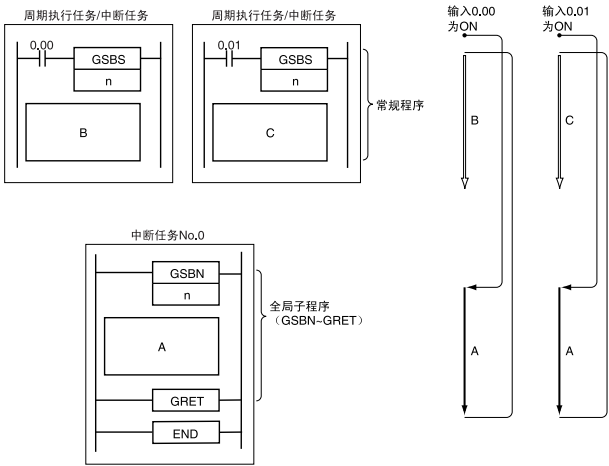 周期执行任务/中断任务
0.00
GSBS
n
B
周期执行任务/中断任务
0.01
GSBS
n
C
常规程序
输入0.00
为ON
输入0.01
为ON
B
C
A
A
中断任务No.0
GSBN
n
A
GRET
END
全局子程序
（GSBN~GRET）